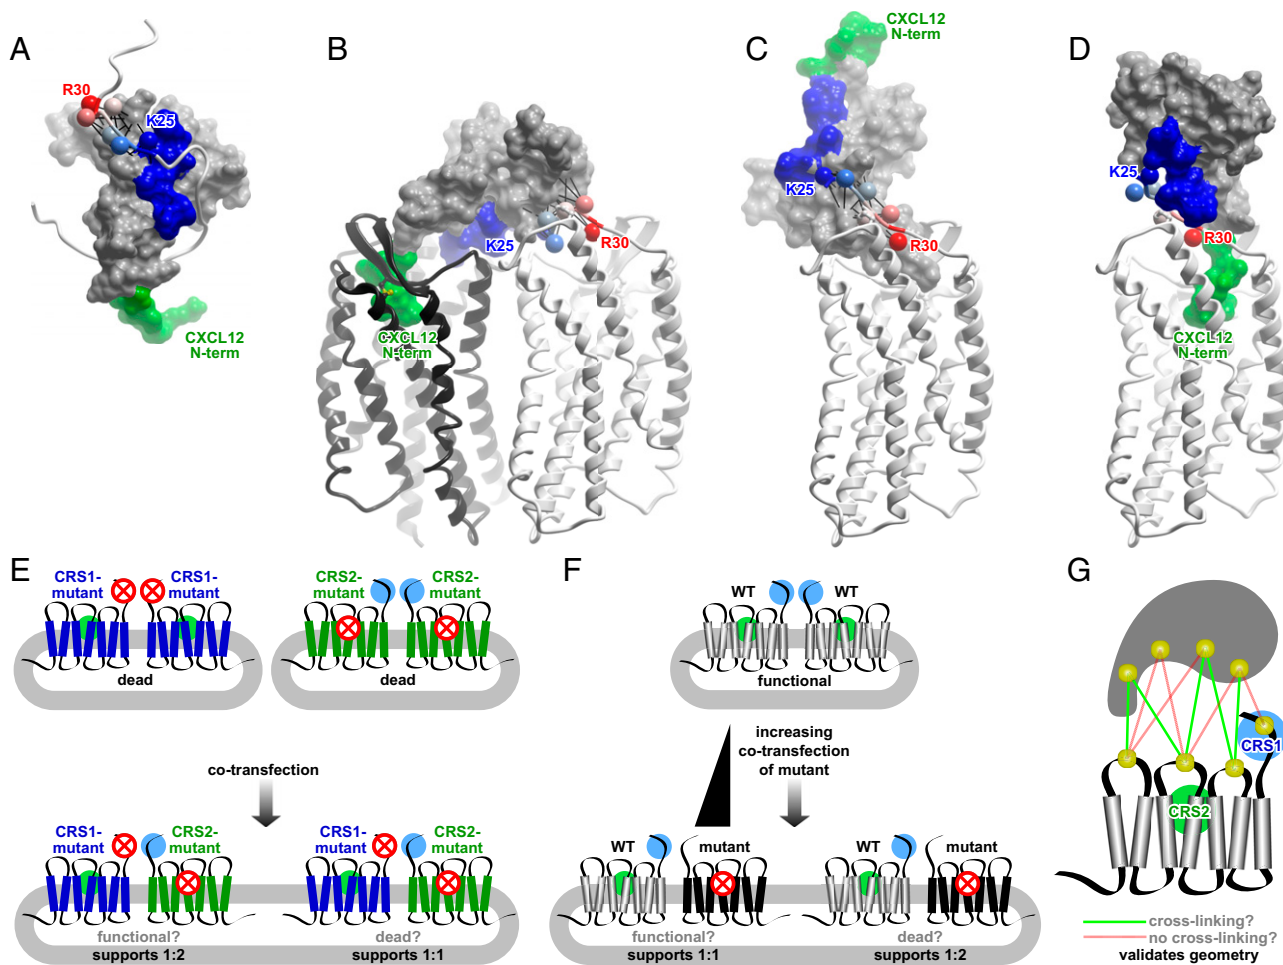 A
R30
K25
CXCL12
N-term
B
K25
R30
CXCL12
N-term
C
CXCL12
N-term
K25
R30
D
K25
R30
CXCL12
N-term
E
CRS1-
mutant
CRS1-
mutant
dead
CRS2-
mutant
CRS2-
mutant
dead
co-transfection
CRS1-
mutant
CRS2-
mutant
functional?
supports 1:2
CRS1-
mutant
CRS2-
mutant
dead?
supports 1:1
F
WT
WT
functional
increasing
co-transfection
of mutant
WT
mutant
functional?
supports 1:1
WT
mutant
dead?
supports 1:2
G
CRS1
CRS2
cross-linking?
no cross-linking?
validates geometry